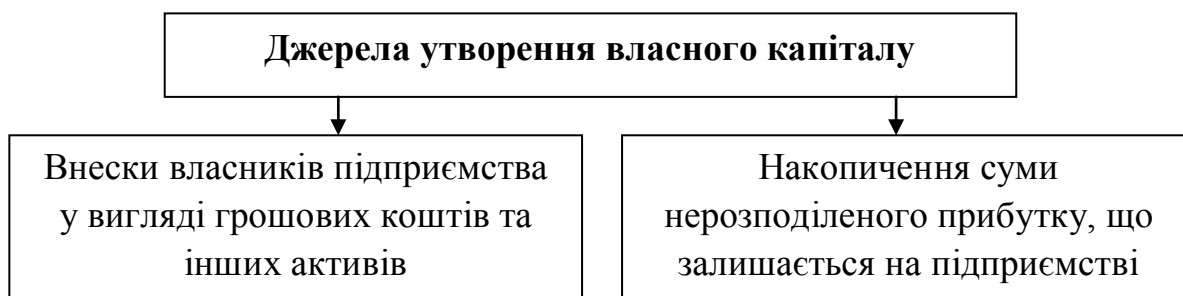 Джерела утворення власного капіталу
Внески власників підприємства
у вигляді грошових коштів та
інших активів
Накопичення суми
нерозподіленого прибутку, що
залишається на підприємстві